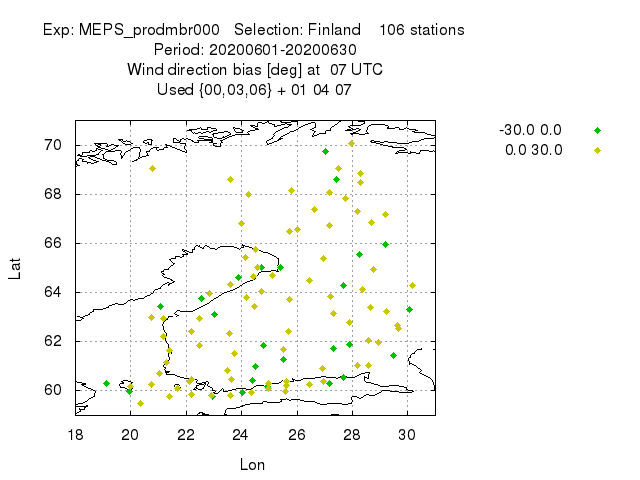 Exp: MEPS_prodmbr000 Selection: Finland 106 stations
Period: 20200601-20200630
Wind direction bias [deg] at 07 UTC
Used {00,03,06} + 01 04 07
-30.0 0.0
0.0 30.0
70
68
66
64
62
60
Lat
18 20 22 24 26 28 30
Lon